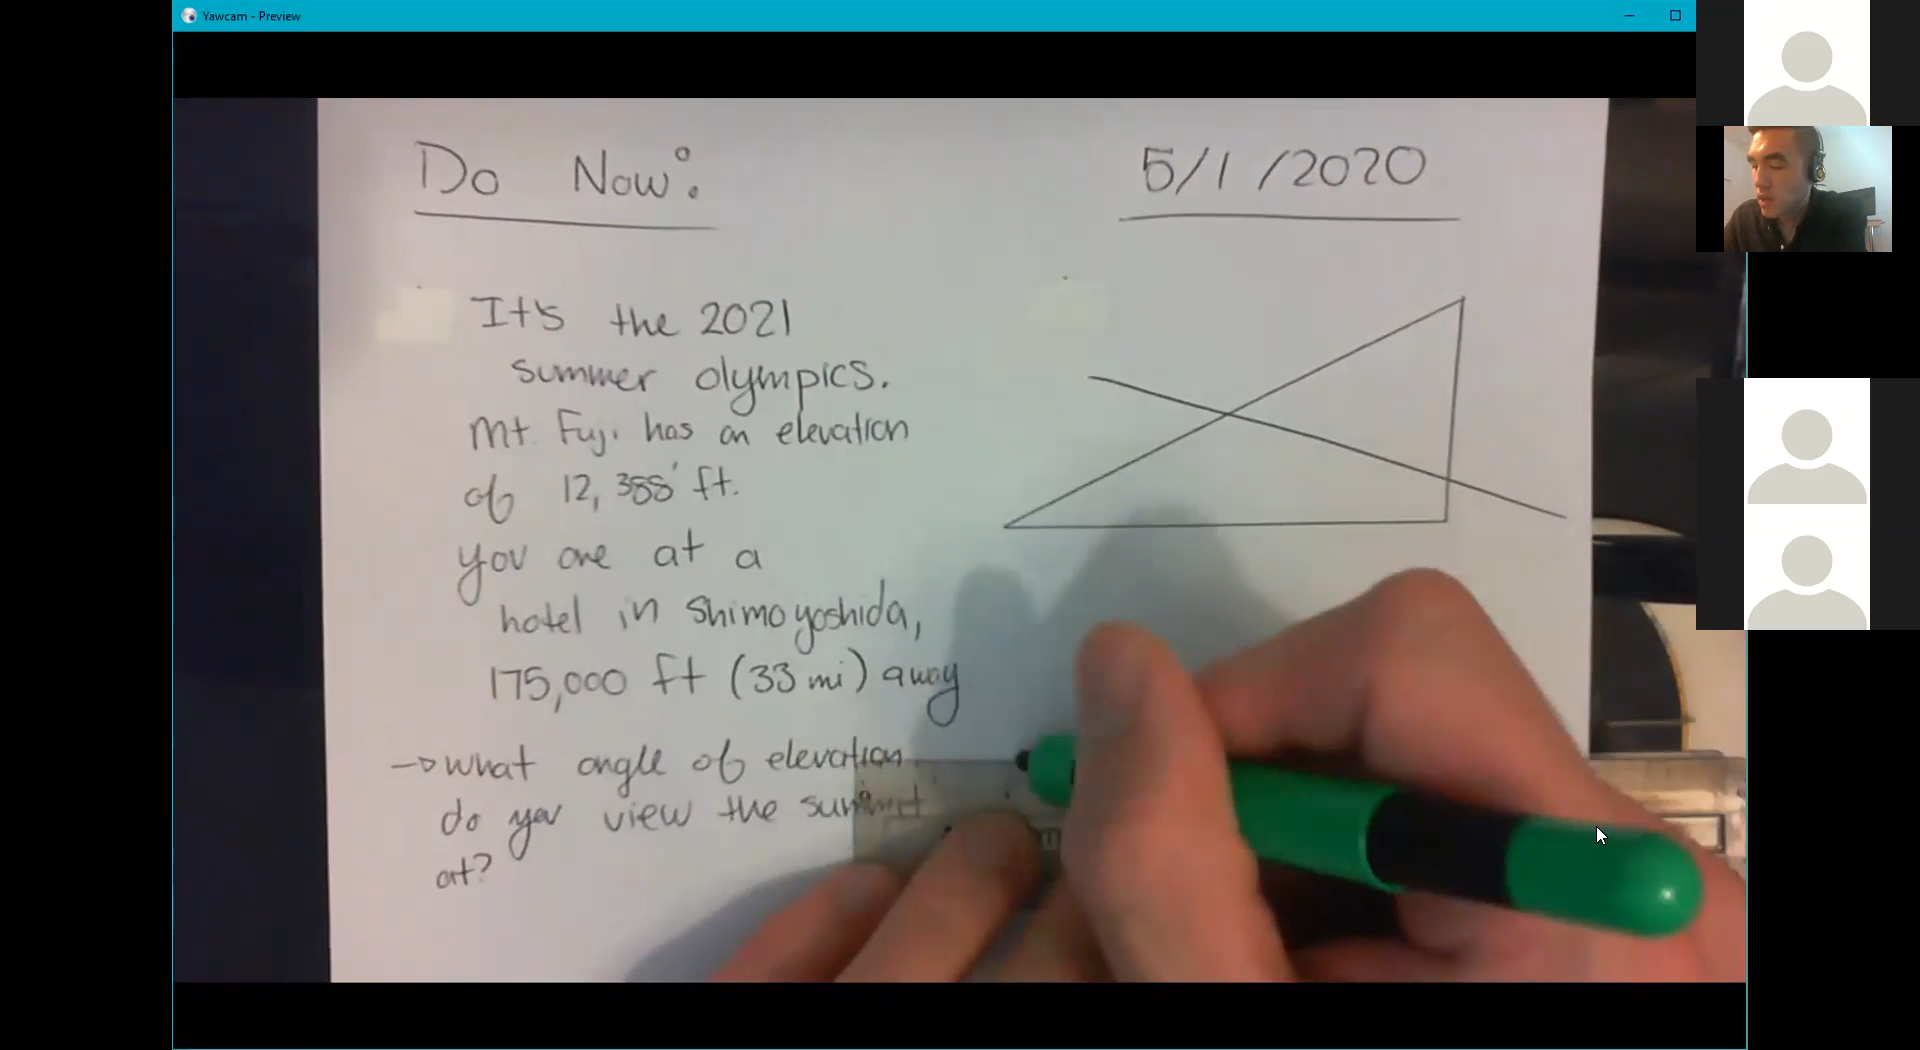 Yawcam - Preview
Do Now:
5/1/2020
It's the 2021
summer olympics.
Mt. Fuji has an elevation
of 12,388' ft.
you are at a
hotel in Shimoyoshida,
175,000 ft (33 mi) away
→ what angle of elevation
do you view the summit
at?